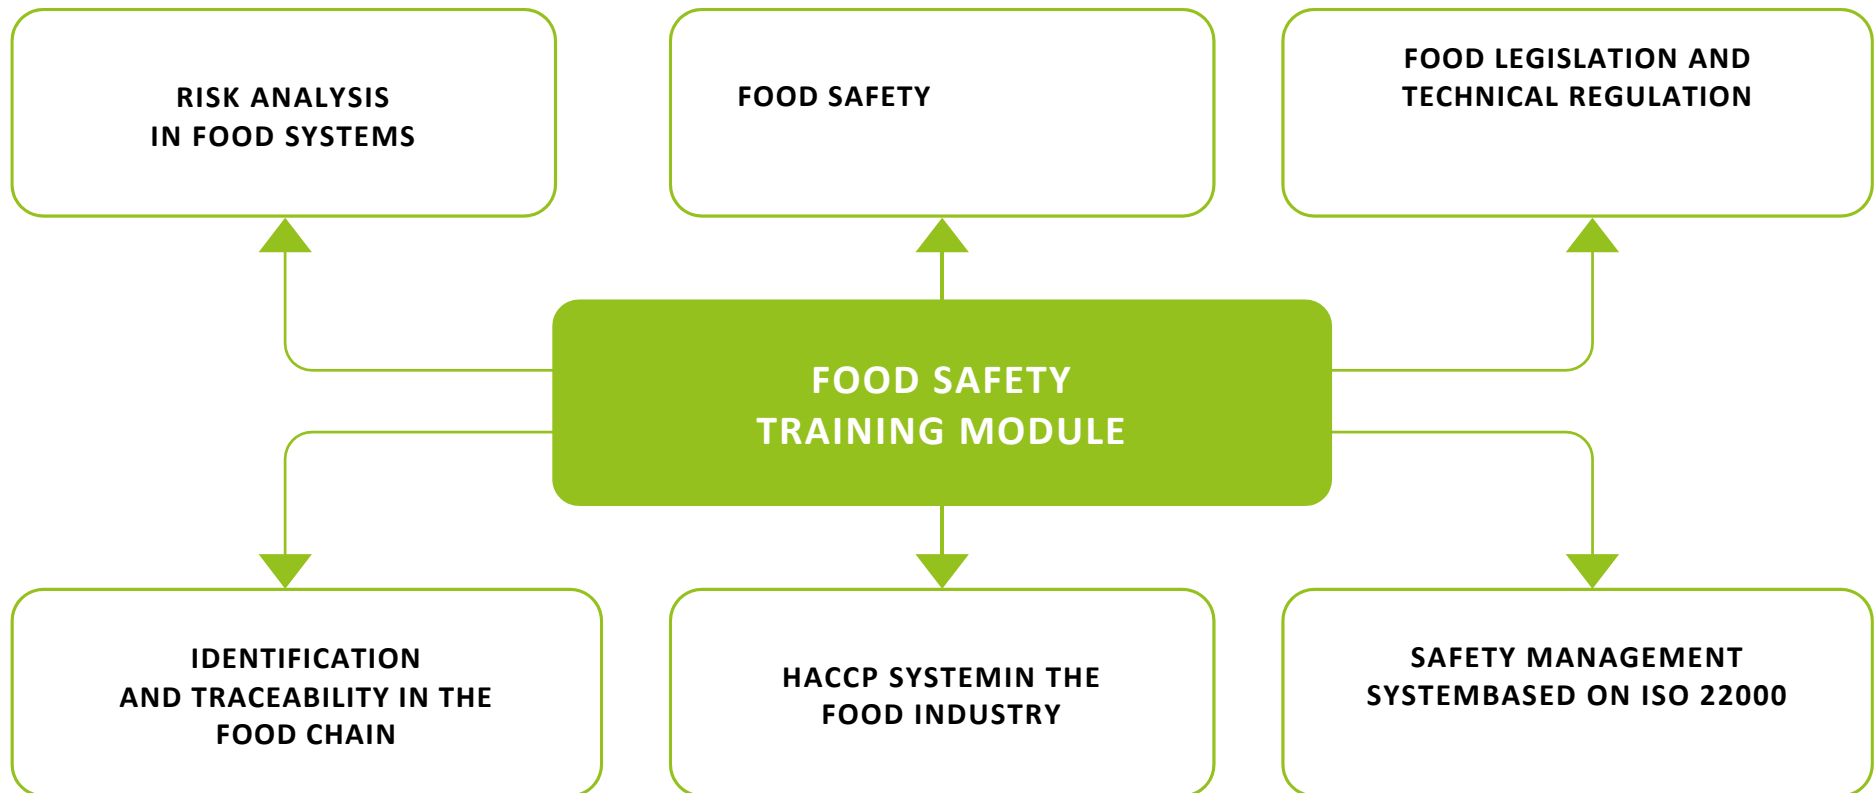 RISK ANALYSIS
IN FOOD SYSTEMS
FOOD SAFETY
FOOD LEGISLATION AND
TECHNICAL REGULATION
FOOD SAFETY
TRAINING MODULE
IDENTIFICATION
AND TRACEABILITY IN THE
FOOD CHAIN
HACCP SYSTEMIN THE
FOOD INDUSTRY
SAFETY MANAGEMENT
SYSTEMBASED ON ISO 22000